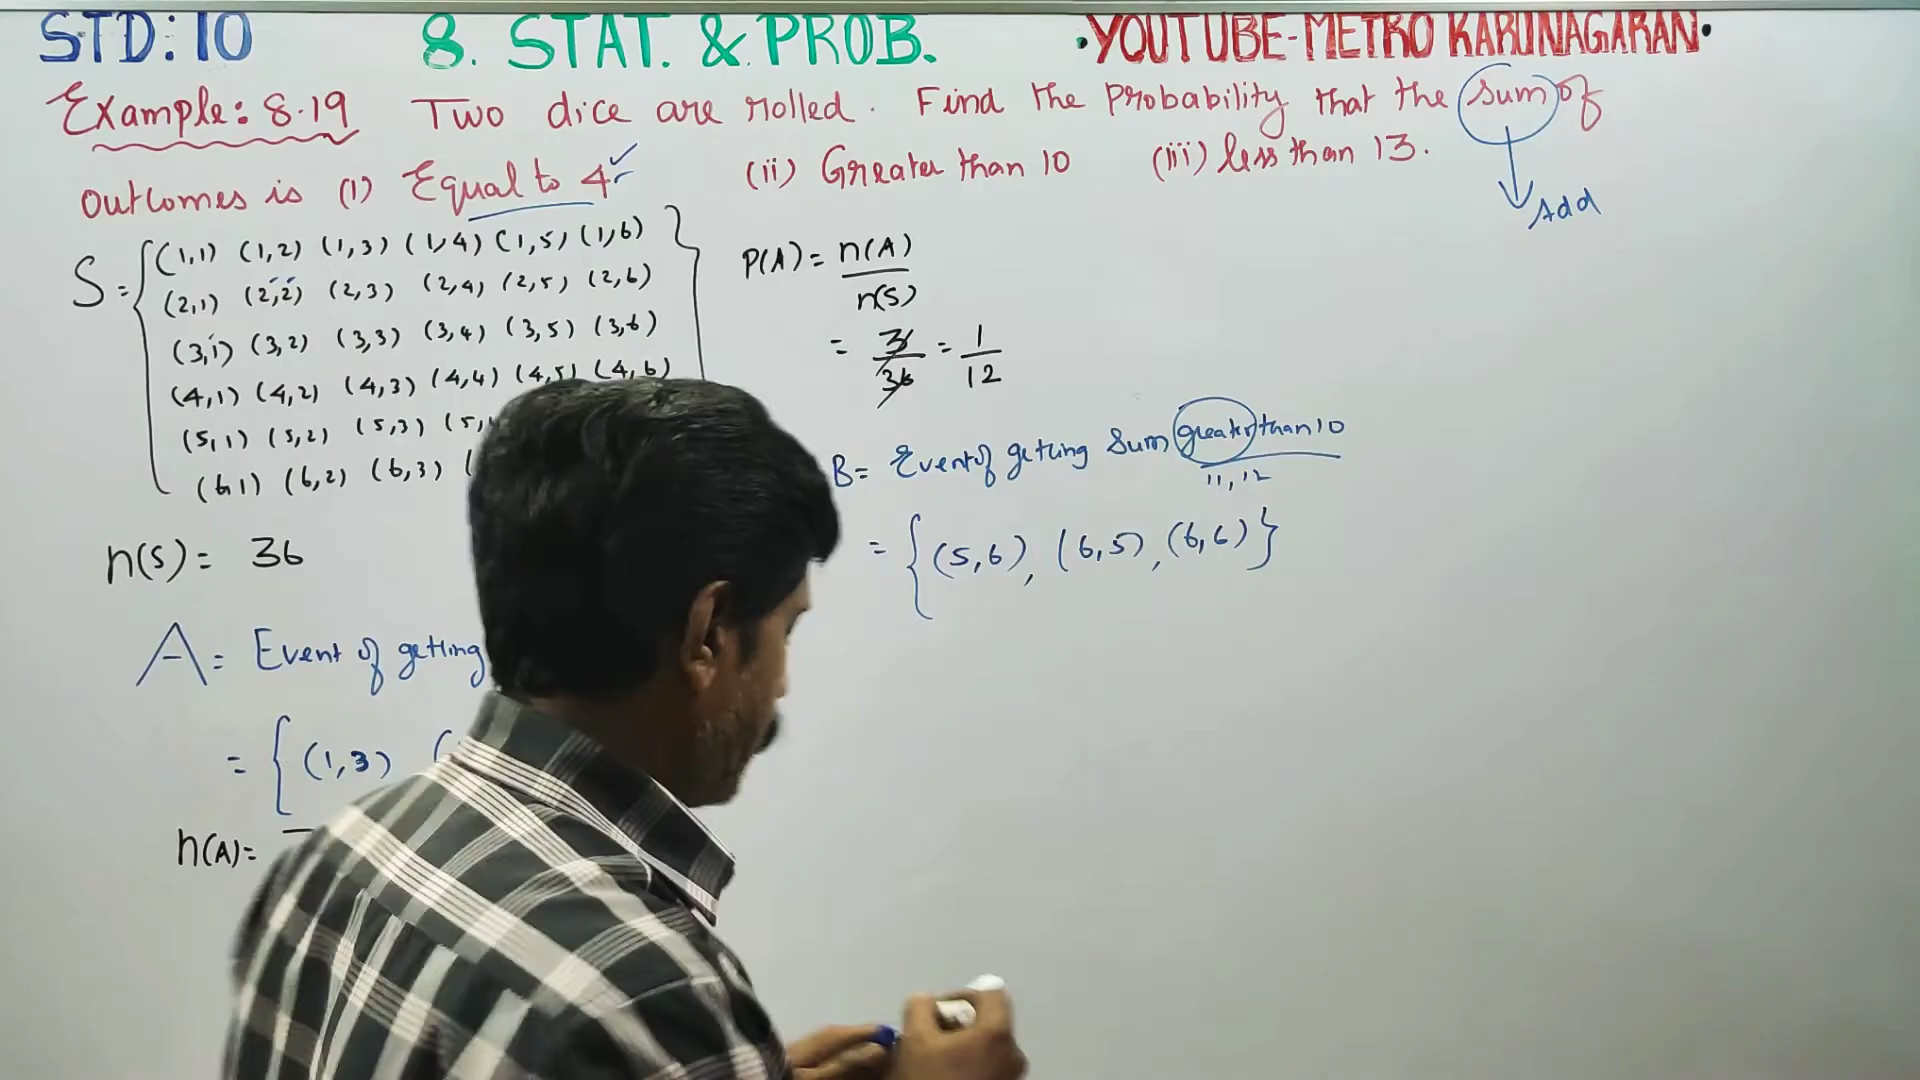 STD: 10 8. STAT. & PROB. YOUTUBE-METRO KARUNAGARAN
Example: 8.19 Two dice are rolled. Find the probability that the sum of
outcomes is (i) Equal to 4 (ii) Greater than 10 (iii) less than 13.
Add
S = { (1,1) (1,2) (1,3) (1,4) (1,5) (1,6)
(2,1) (2,2) (2,3) (2,4) (2,5) (2,6)
(3,1) (3,2) (3,3) (3,4) (3,5) (3,6)
(4,1) (4,2) (4,3) (4,4) (4,5) (4,6)
(5,1) (5,2) (5,3) (5,
(6,1) (6,2) (6,3) (
}
n(S) = 36
A = Event of getting
= { (1,3) (
n(A) =
P(A) = n(A)
n(S)
= 3 = 1
36 12
B = Event of getting Sum greater than 10
11, 12
= { (5,6), (6,5), (6,6) }